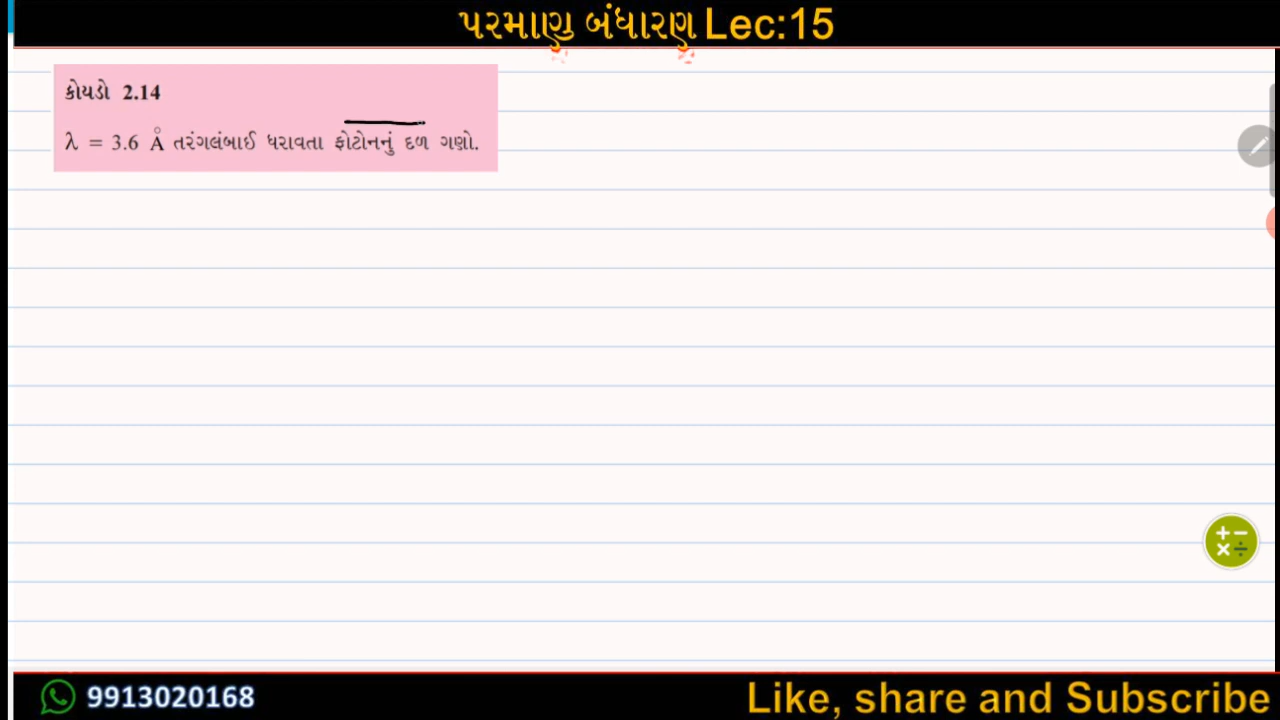 પરમાણુ બંધારણ Lec:15
કોયડો 2.14
λ = 3.6 Å તરંગલંબાઈ ધરાવતા ફોટોનનું દળ ગણો.
9913020168
Like, share and Subscribe